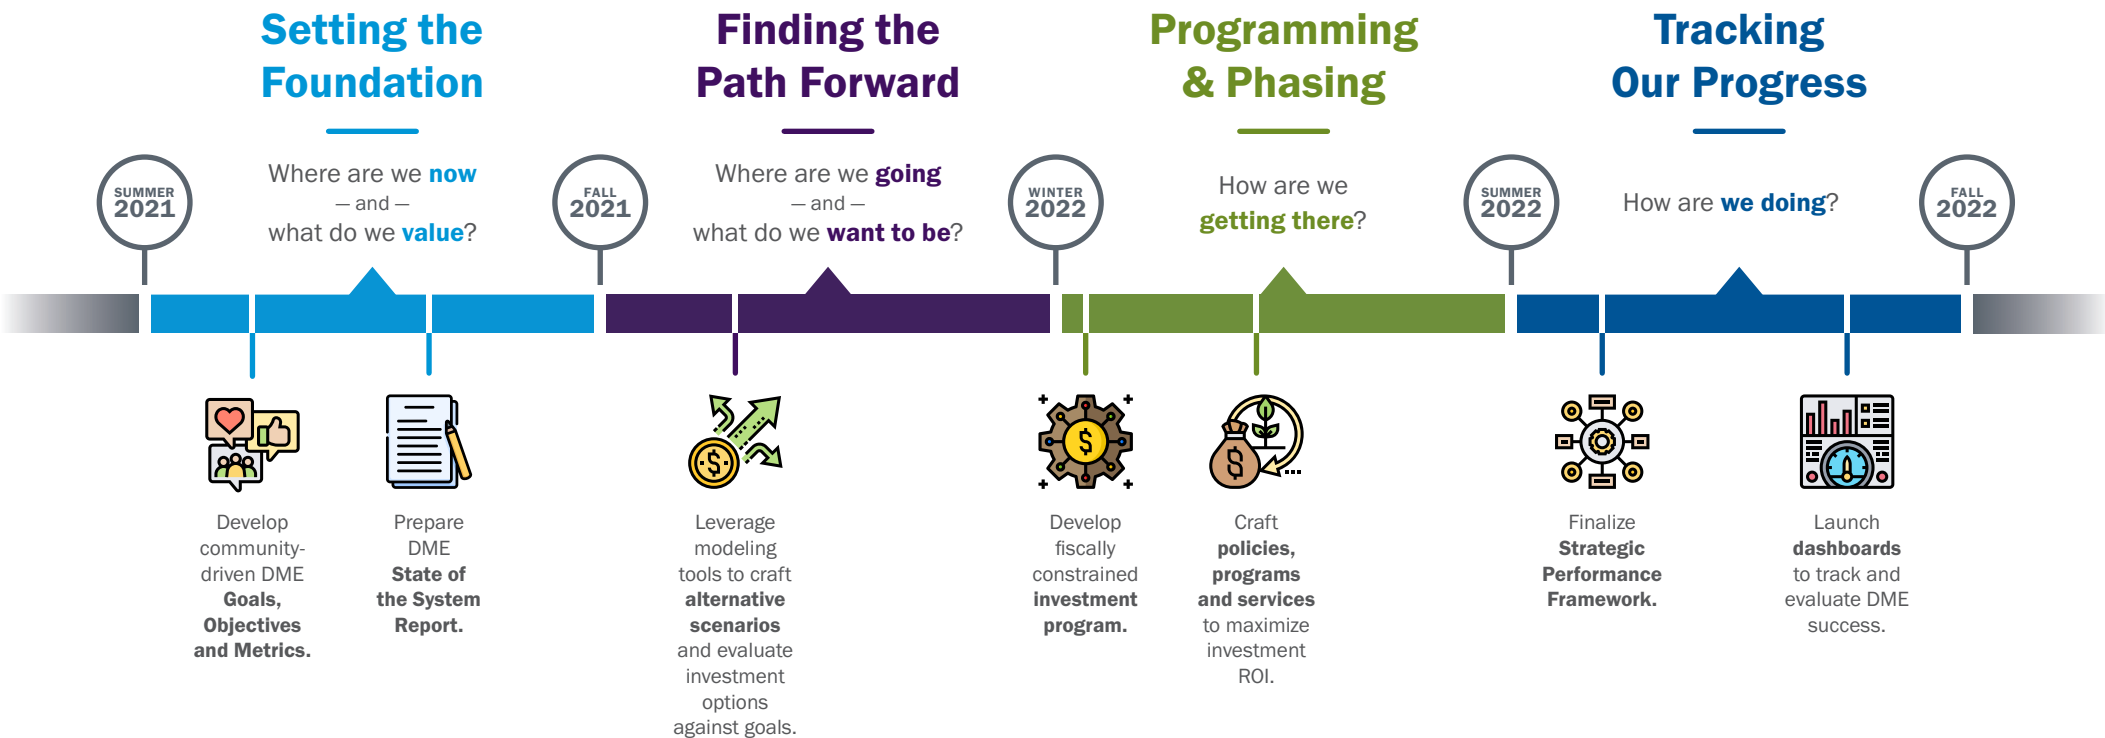 Setting the
Foundation
Finding the
Path Forward
Programming
& Phasing
Tracking
Our Progress
SUMMER
2021
Where are we now
— and —
what do we value?
FALL
2021
Where are we going
— and —
what do we want to be?
WINTER
2022
How are we
getting there?
SUMMER
2022
How are we doing?
FALL
2022
Develop
community-
driven DME
Goals,
Objectives
and Metrics.
Prepare
DME
State of
the System
Report.
Leverage
modeling
tools to craft
alternative
scenarios
and evaluate
investment
options
against goals.
Develop
fiscally
constrained
investment
program.
Craft
policies,
programs
and services
to maximize
investment
ROI.
Finalize
Strategic
Performance
Framework.
Launch
dashboards
to track and
evaluate DME
success.